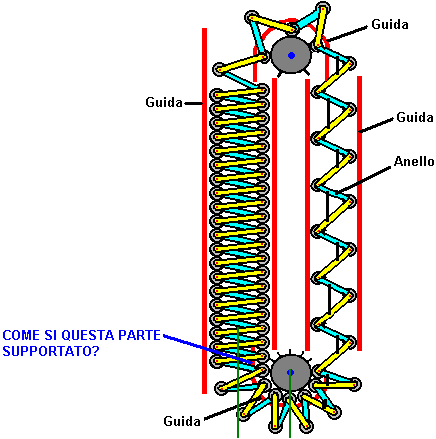 Guida
Guida
Guida
Anello
COME SI QUESTA PARTE
SUPPORTATO?
Guida